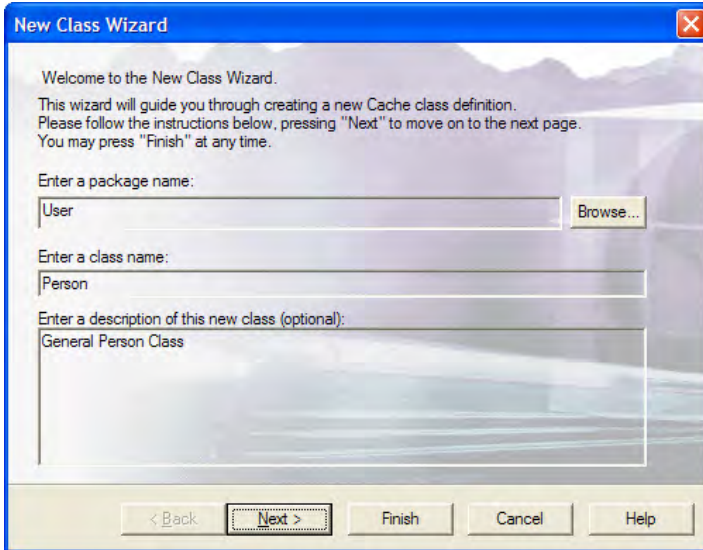 New Class Wizard
Welcome to the New Class Wizard.
This wizard will guide you through creating a new Cache class definition.
Please follow the instructions below, pressing "Next" to move on to the next page.
You may press "Finish" at any time.
Enter a package name:
User
Browse...
Enter a class name:
Person
Enter a description of this new class (optional):
General Person Class
< Back
Next >
Finish
Cancel
Help